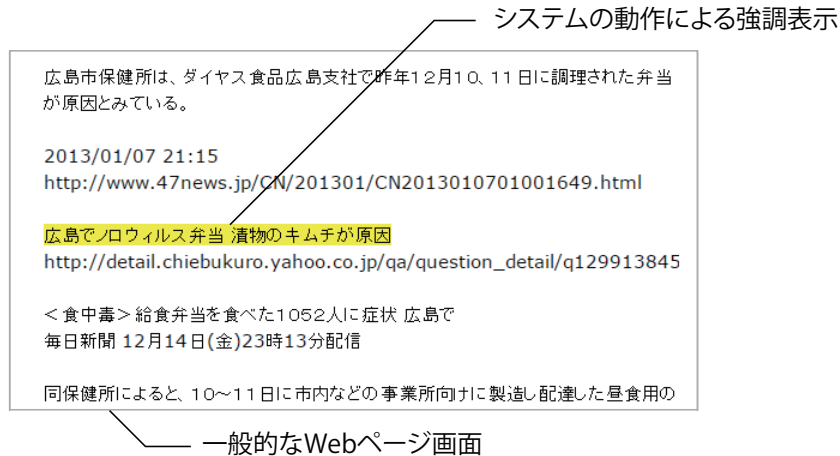 システムの動作による強調表示
広島市保健所は、ダイヤス食品広島支社で昨年12月10、11日に調理された弁当
が原因とみている。
2013/01/07 21:15
http://www.47news.jp/CN/201301/CN2013010701001649.html
広島でノロウィルス弁当 漬物のキムチが原因
http://detail.chiebukuro.yahoo.co.jp/qa/question_detail/q129913845
＜食中毒＞給食弁当を食べた1052人に症状 広島で
毎日新聞 12月14日(金)23時13分配信
同保健所によると、10～11日に市内などの事業所向けに製造し配達した昼食用の
一般的なWebページ画面